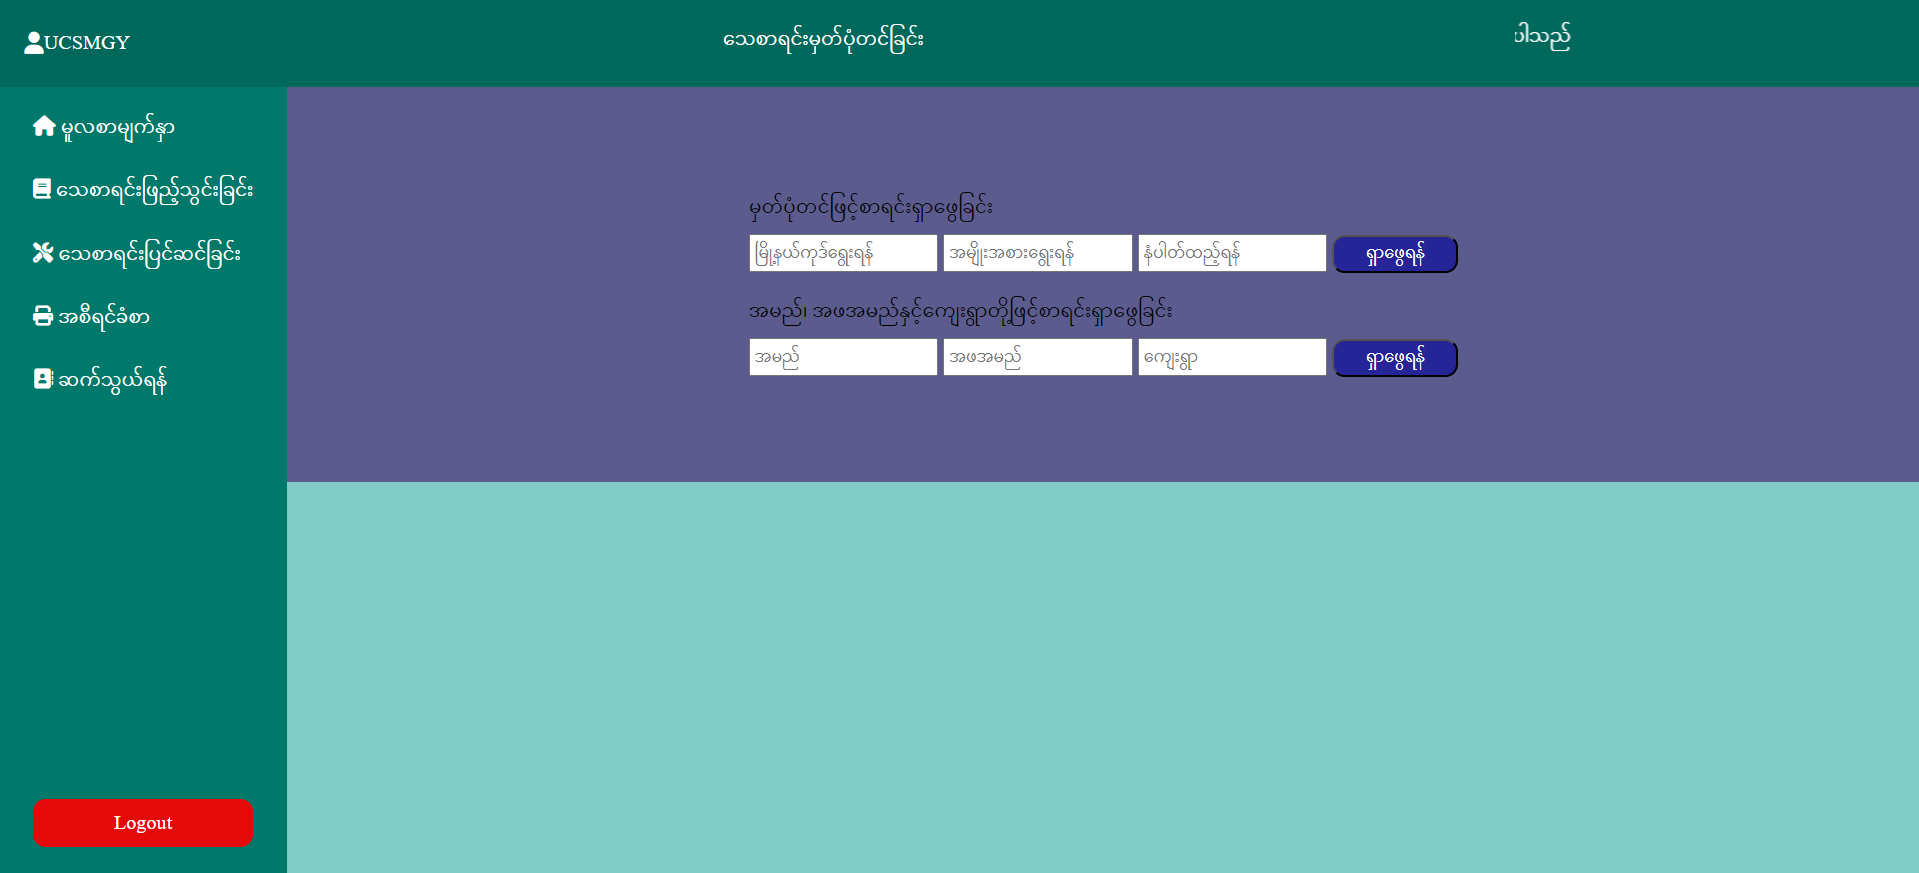 UCSMGY
သေစာရင်းမှတ်ပုံတင်ခြင်း
ပါသည်
မူလစာမျက်နှာ
သေစာရင်းဖြည့်သွင်းခြင်း
သေစာရင်းပြင်ဆင်ခြင်း
အစီရင်ခံစာ
ဆက်သွယ်ရန်
Logout
မှတ်ပုံတင်ဖြင့်စာရင်းရှာဖွေခြင်း
မြို့နယ်ကုဒ်ရွေးရန် အမျိုးအစားရွေးရန် နံပါတ်ထည့်ရန် ရှာဖွေရန်
အမည်၊ အဖအမည်နှင့်ကျေးရွာတို့ဖြင့်စာရင်းရှာဖွေခြင်း
အမည် အဖအမည် ကျေးရွာ ရှာဖွေရန်